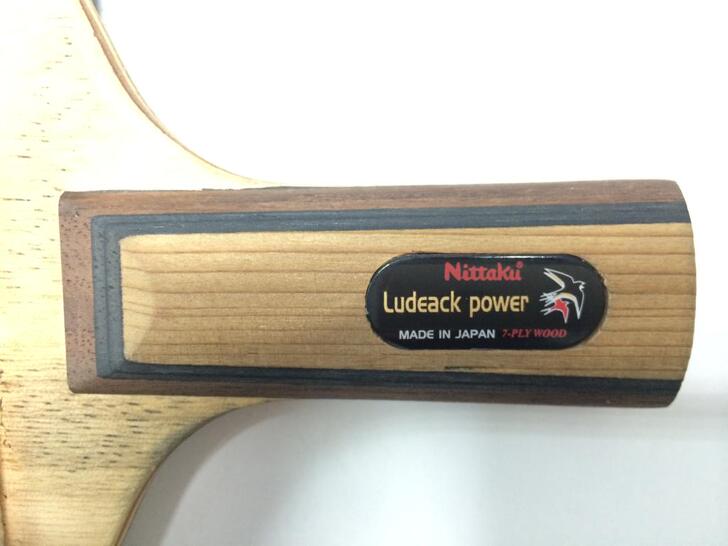 Nittaku®
Ludeack power
MADE IN JAPAN 7-PLY WOOD